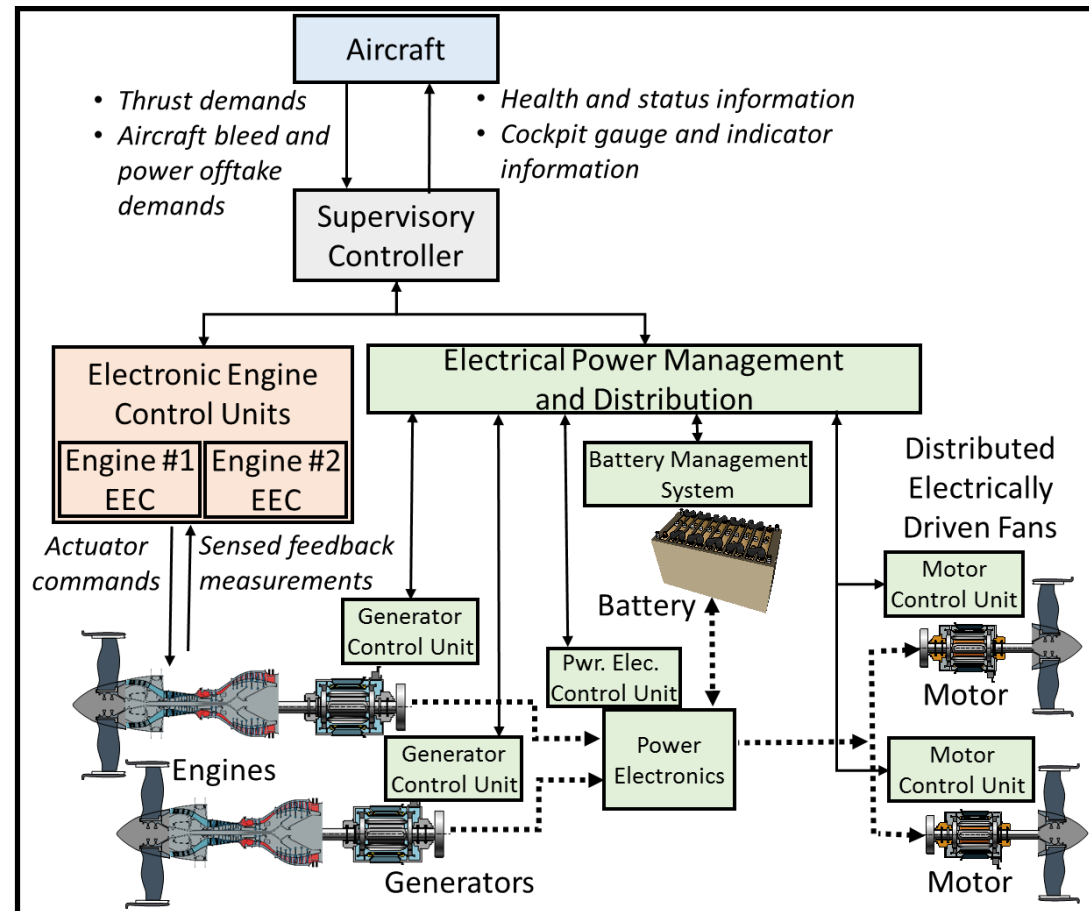 Aircraft
• Thrust demands
• Aircraft bleed and
power offtake
demands
• Health and status information
• Cockpit gauge and indicator
information
Supervisory
Controller
Electronic Engine
Control Units
Engine #1
EEC
Engine #2
EEC
Electrical Power Management
and Distribution
Battery Management
System
Distributed
Electrically
Driven Fans
Actuator
commands
Sensed feedback
measurements
Generator
Control Unit
Battery
Motor
Control Unit
Pwr. Elec.
Control Unit
Motor
Engines
Generator
Control Unit
Power
Electronics
Motor
Control Unit
Generators
Motor